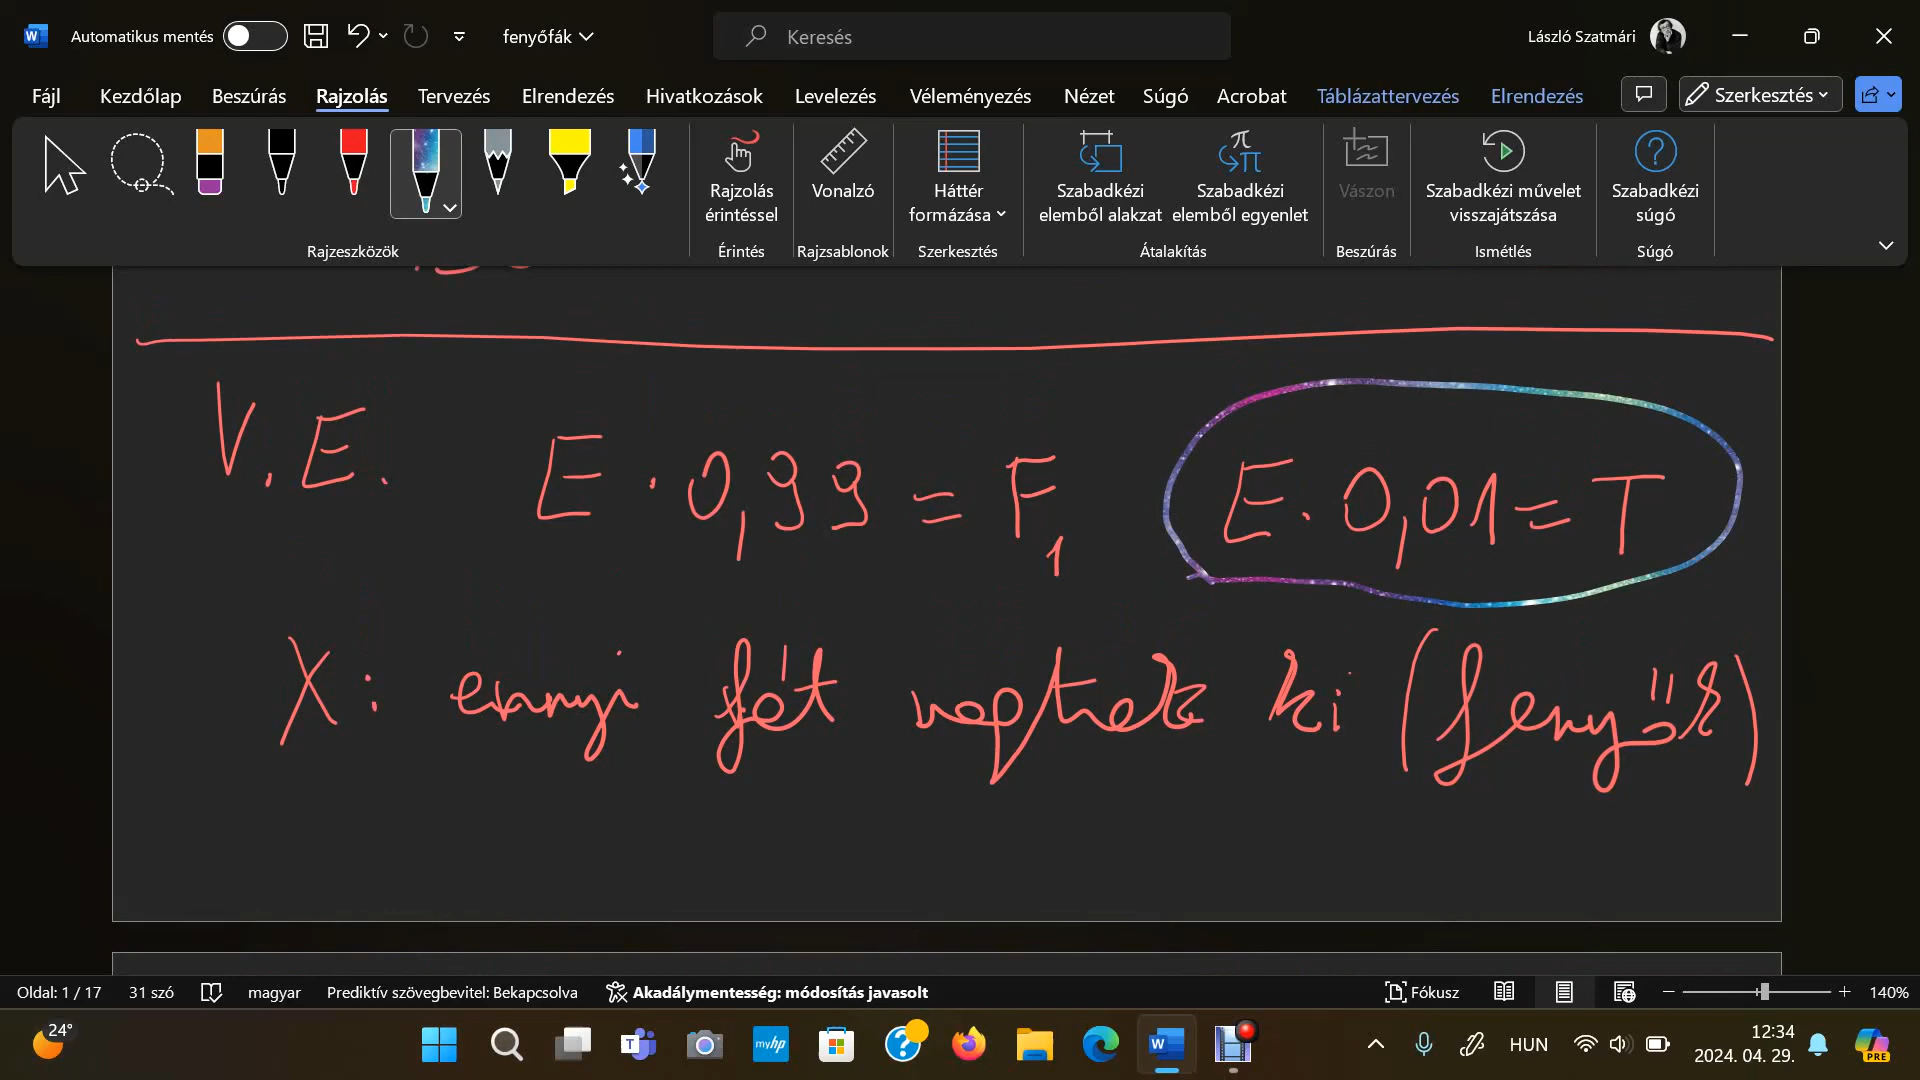 Automatikus mentés fenyőfák Keresés László Szatmári
Fájl Kezdőlap Beszúrás Rajzolás Tervezés Elrendezés Hivatkozások Levelezés Véleményezés Nézet Súgó Acrobat Táblázattervezés Elrendezés Szerkesztés
Rajzolás érintéssel
Vonalzó
Háttér formázása
Szabadkézi elemből alakzat
Szabadkézi elemből egyenlet
Vászon
Szabadkézi művelet visszajátszása
Szabadkézi súgó
Rajzeszközök Érintés Rajzsablonok Szerkesztés Átalakítás Beszúrás Ismétlés Súgó
V.E. E · 0,99 = F1 E · 0,01 = T
X: ennyi fát vágtak ki (fenyők)
Oldal: 1 / 17 31 szó magyar Prediktív szövegbevitel: Bekapcsolva Akadálymentesség: módosítás javasolt Fókusz 140%
24° myhp HUN 12:34
2024. 04. 29. PRE